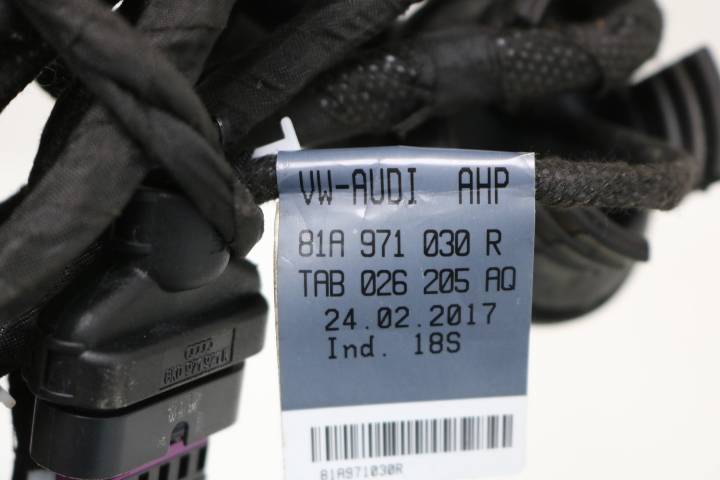 VW-AUDI AHP
81A 971 030 R
TAB 026 205 AQ
24.02.2017
Ind. 18S
81A971030R